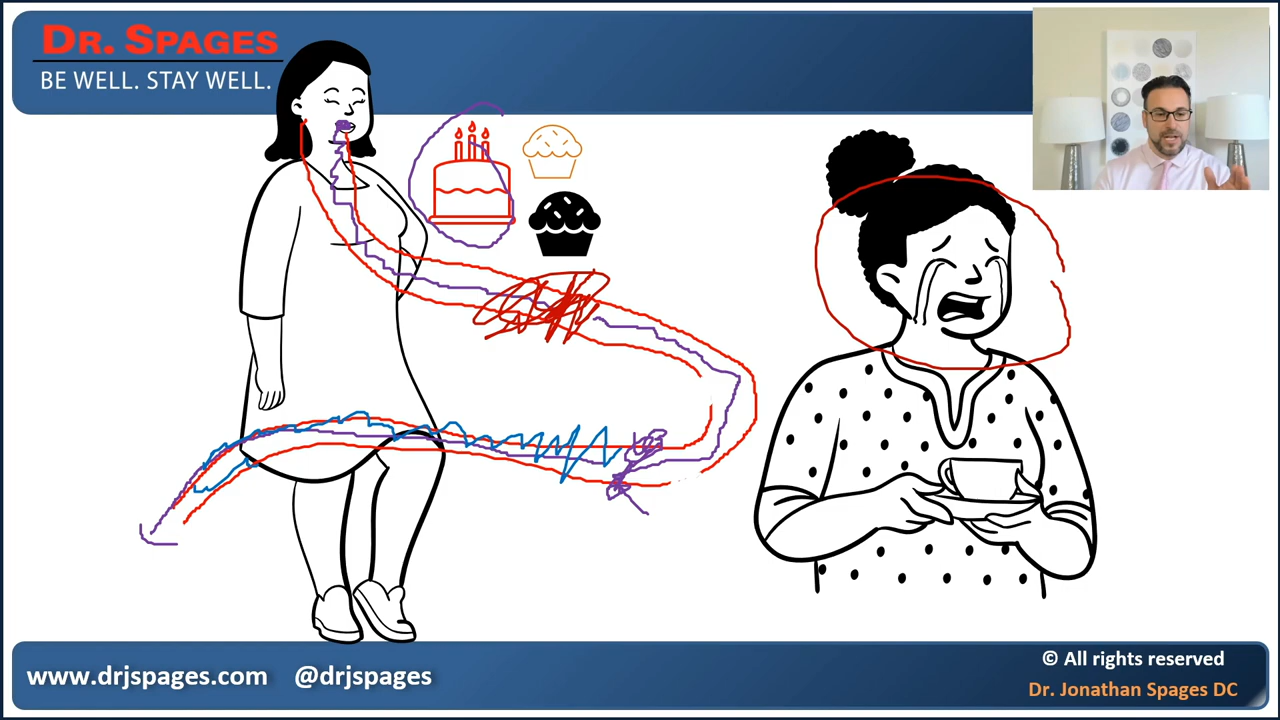 DR. SPAGES
BE WELL. STAY WELL.
www.drjspages.com @drjspages
© All rights reserved
Dr. Jonathan Spages DC